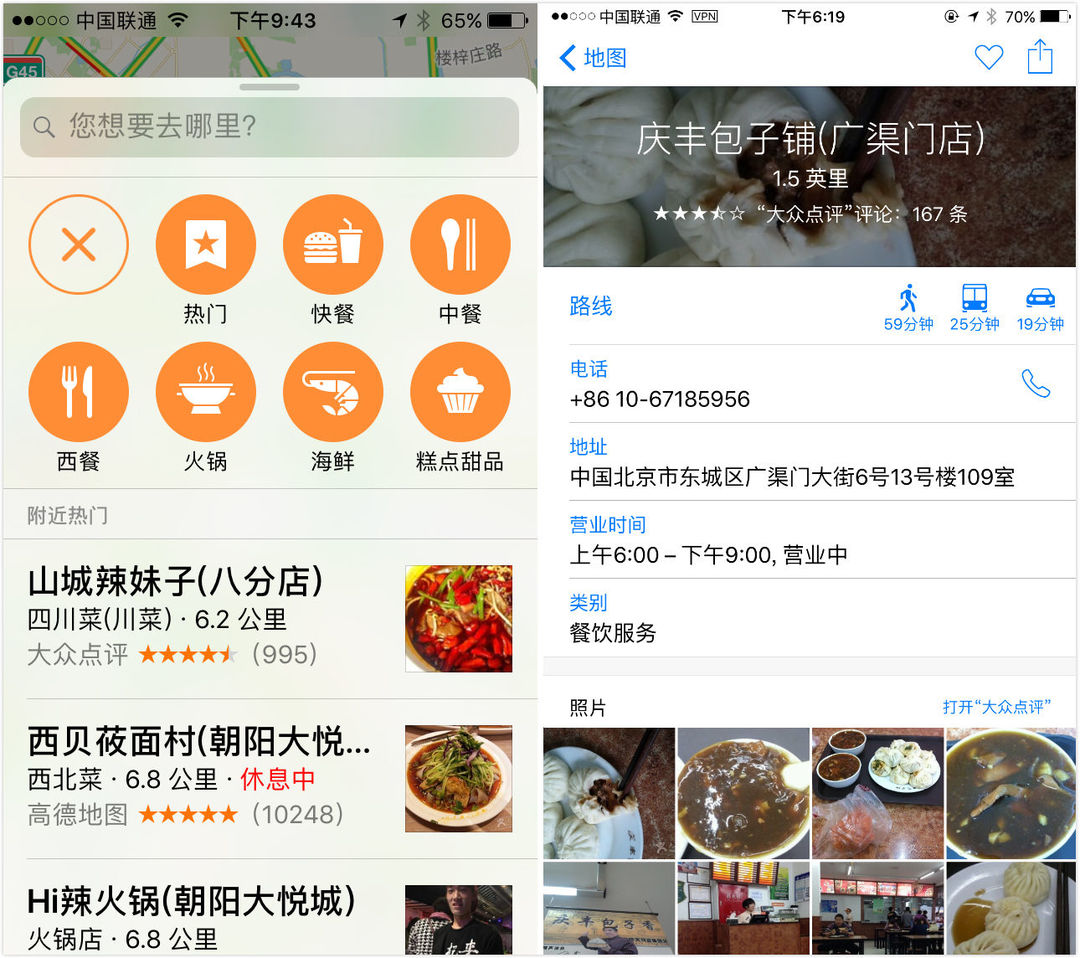 中国联通
下午9:43
65%
G45
楼梓庄路
您想要去哪里?
热门
快餐
中餐
西餐
火锅
海鲜
糕点甜品
附近热门
山城辣妹子(八分店)
四川菜(川菜) · 6.2 公里
大众点评 (995)
西贝莜面村(朝阳大悦...
西北菜 · 6.8 公里 · 休息中
高德地图 (10248)
Hi辣火锅(朝阳大悦城)
火锅店 · 6.8 公里
中国联通
VPN
下午6:19
70%
地图
庆丰包子铺(广渠门店)
1.5 英里
“大众点评”评论: 167 条
路线
59分钟
25分钟
19分钟
电话
+86 10-67185956
地址
中国北京市东城区广渠门大街6号13号楼109室
营业时间
上午6:00 – 下午9:00, 营业中
类别
餐饮服务
照片
打开“大众点评”